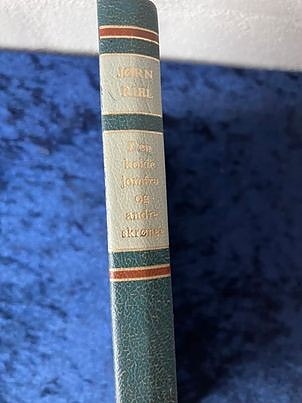 JØRN
RIEL
Den
kolde
jomfru
og
andre
skrøner